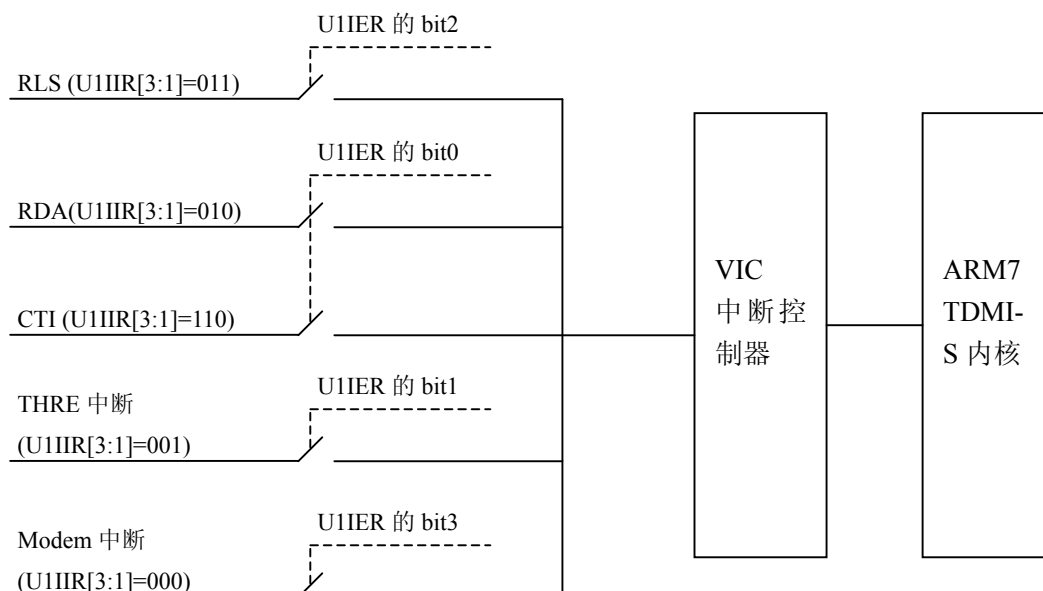 U1IER 的 bit2
RLS (U1IIR[3:1]=011)
U1IER 的 bit0
RDA(U1IIR[3:1]=010)
CTI (U1IIR[3:1]=110)
U1IER 的 bit1
THRE 中断
(U1IIR[3:1]=001)
U1IER 的 bit3
Modem 中断
(U1IIR[3:1]=000)
VIC
中断控
制器
ARM7
TDMI-
S 内核